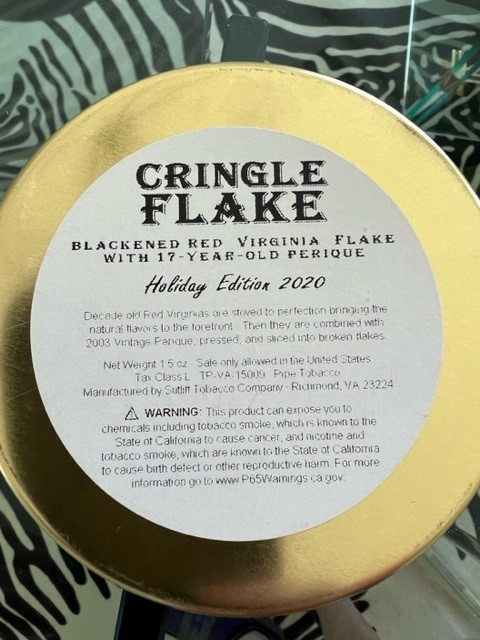 CRINGLE
FLAKE
BLACKENED RED VIRGINIA FLAKE
WITH 17-YEAR-OLD PERIQUE
Holiday Edition 2020
Decade old Red Virginias are stoved to perfection bringing the
natural flavors to the forefront. Then they are combined with
2003 Vintage Perique, pressed, and sliced into broken flakes.
Net Weight 1.5 oz Sale only allowed in the United States
Tax Class L TP-VA-15009 Pipe Tobacco
Manufactured by Sutliff Tobacco Company - Richmond, VA 23224
⚠ WARNING: This product can expose you to
chemicals including tobacco smoke, which is known to the
State of California to cause cancer, and nicotine and
tobacco smoke, which are known to the State of California
to cause birth defect or other reproductive harm. For more
information go to www.P65Warnings.ca.gov.